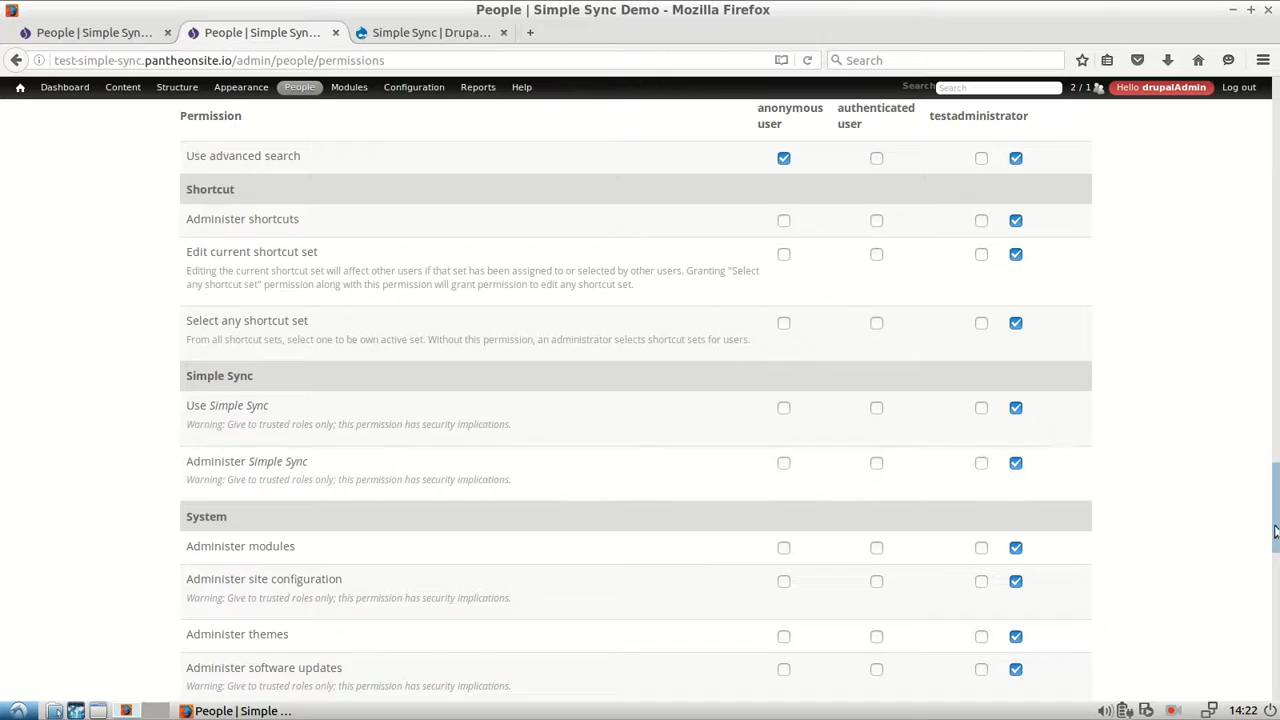 People | Simple Sync Demo - Mozilla Firefox
People | Simple Syn... × People | Simple Syn... × Simple Sync | Drupa... × +
test-simple-sync.pantheonsite.io/admin/people/permissions Search
Dashboard Content Structure Appearance People Modules Configuration Reports Help Search Search 2 / 1 Hello drupalAdmin Log out
Permission anonymous user authenticated user testadministrator
Use advanced search
Shortcut
Administer shortcuts
Edit current shortcut set
Editing the current shortcut set will affect other users if that set has been assigned to or selected by other users. Granting "Select
any shortcut set" permission along with this permission will grant permission to edit any shortcut set.
Select any shortcut set
From all shortcut sets, select one to be own active set. Without this permission, an administrator selects shortcut sets for users.
Simple Sync
Use Simple Sync
Warning: Give to trusted roles only; this permission has security implications.
Administer Simple Sync
Warning: Give to trusted roles only; this permission has security implications.
System
Administer modules
Administer site configuration
Warning: Give to trusted roles only; this permission has security implications.
Administer themes
Administer software updates
Warning: Give to trusted roles only; this permission has security implications.
People | Simple ... 14:22